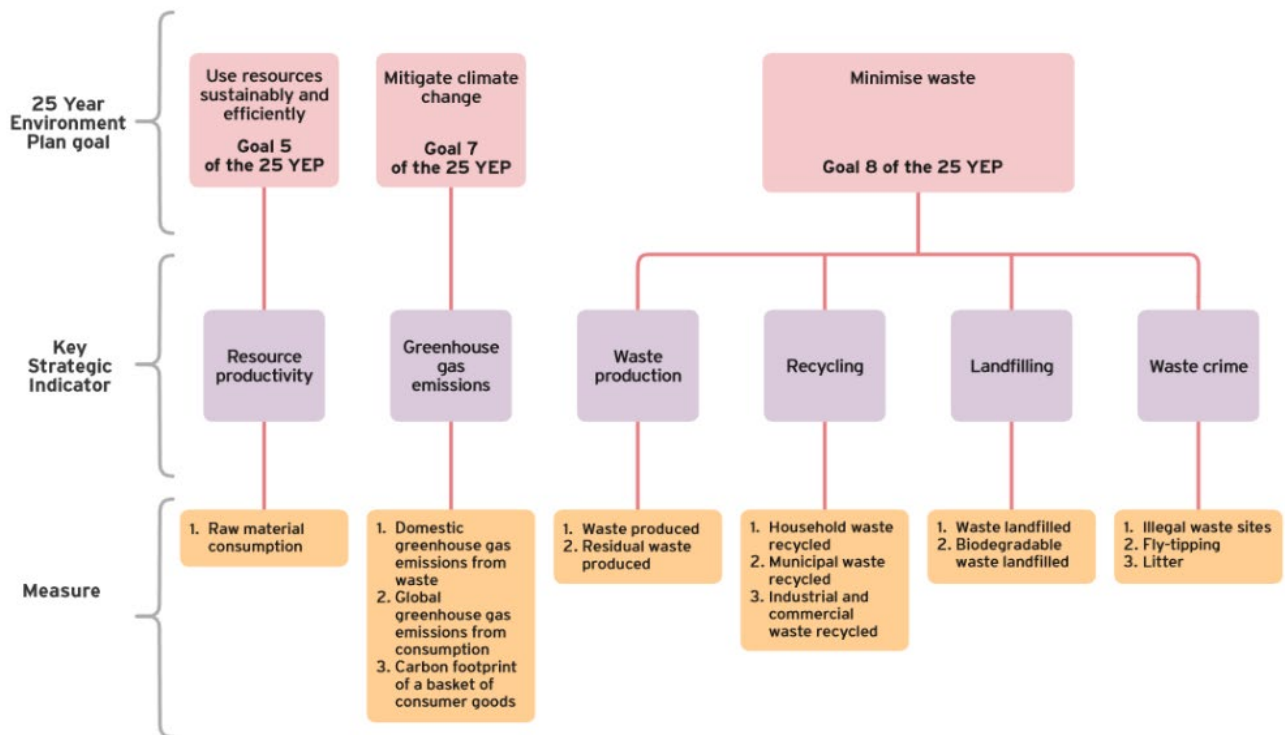 25 Year
Environment
Plan goal
Use resources
sustainably and
efficiently
Goal 5
of the 25 YEP
Mitigate climate
change
Goal 7
of the 25 YEP
Minimise waste
Goal 8 of the 25 YEP
Key
Strategic
Indicator
Resource
productivity
Greenhouse
gas
emissions
Waste
production
Recycling
Landfilling
Waste crime
Measure
1. Raw material
consumption
1. Domestic
greenhouse gas
emissions from
waste
2. Global
greenhouse gas
emissions from
consumption
3. Carbon footprint
of a basket of
consumer goods
1. Waste produced
2. Residual waste
produced
1. Household waste
recycled
2. Municipal waste
recycled
3. Industrial and
commercial
waste recycled
1. Waste landfilled
2. Biodegradable
waste landfilled
1. Illegal waste sites
2. Fly-tipping
3. Litter